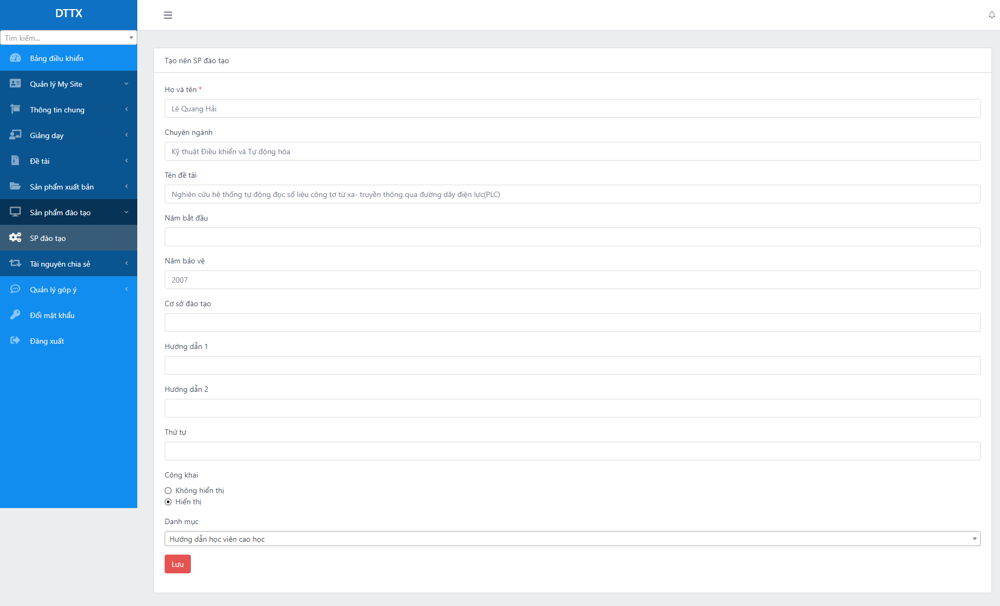 DTTX
Tìm kiếm...
Bảng điều khiển
Quản lý My Site
Thông tin chung
Giảng dạy
Đề tài
Sản phẩm xuất bản
Sản phẩm đào tạo
SP đào tạo
Tài nguyên chia sẻ
Quản lý góp ý
Đổi mật khẩu
Đăng xuất
Tạo nên SP đào tạo
Họ và tên *
Lê Quang Hải
Chuyên ngành
Kỹ thuật Điều khiển và Tự động hóa
Tên đề tài
Nghiên cứu hệ thống tự động đọc số liệu công tơ từ xa- truyền thông qua đường dây điện lực(PLC)
Năm bắt đầu
Năm bảo vệ
2007
Cơ sở đào tạo
Hướng dẫn 1
Hướng dẫn 2
Thứ tự
Công khai
Không hiển thị
Hiển thị
Danh mục
Hướng dẫn học viên cao học
Lưu